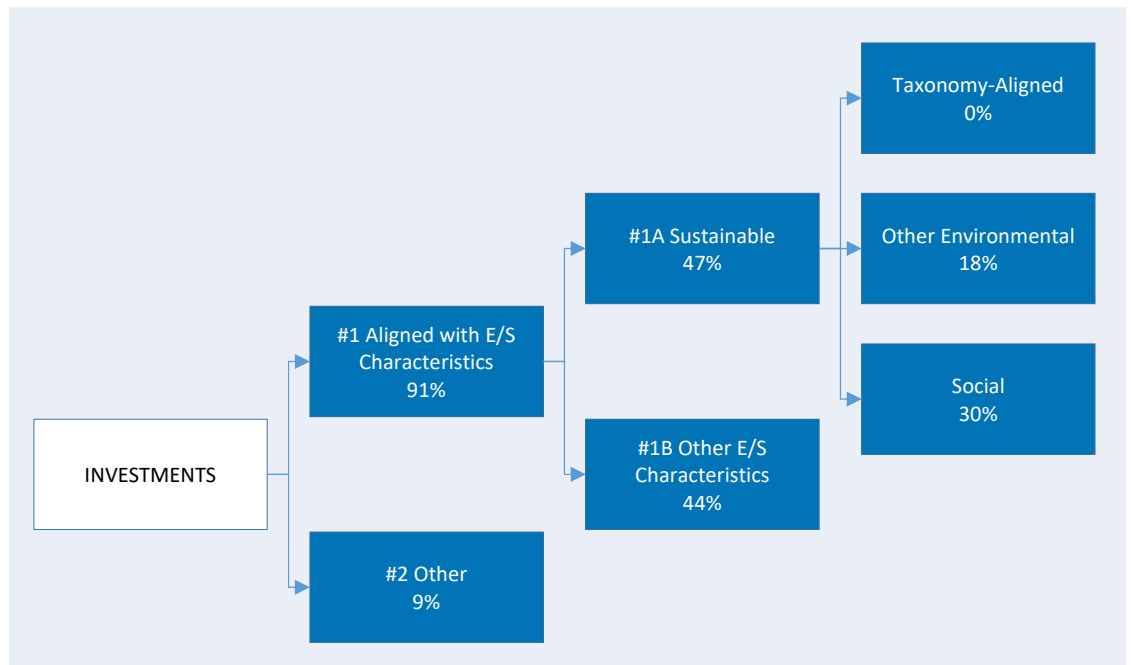 INVESTMENTS
#1 Aligned with E/S
Characteristics
91%
#2 Other
9%
#1A Sustainable
47%
#1B Other E/S
Characteristics
44%
Taxonomy-Aligned
0%
Other Environmental
18%
Social
30%